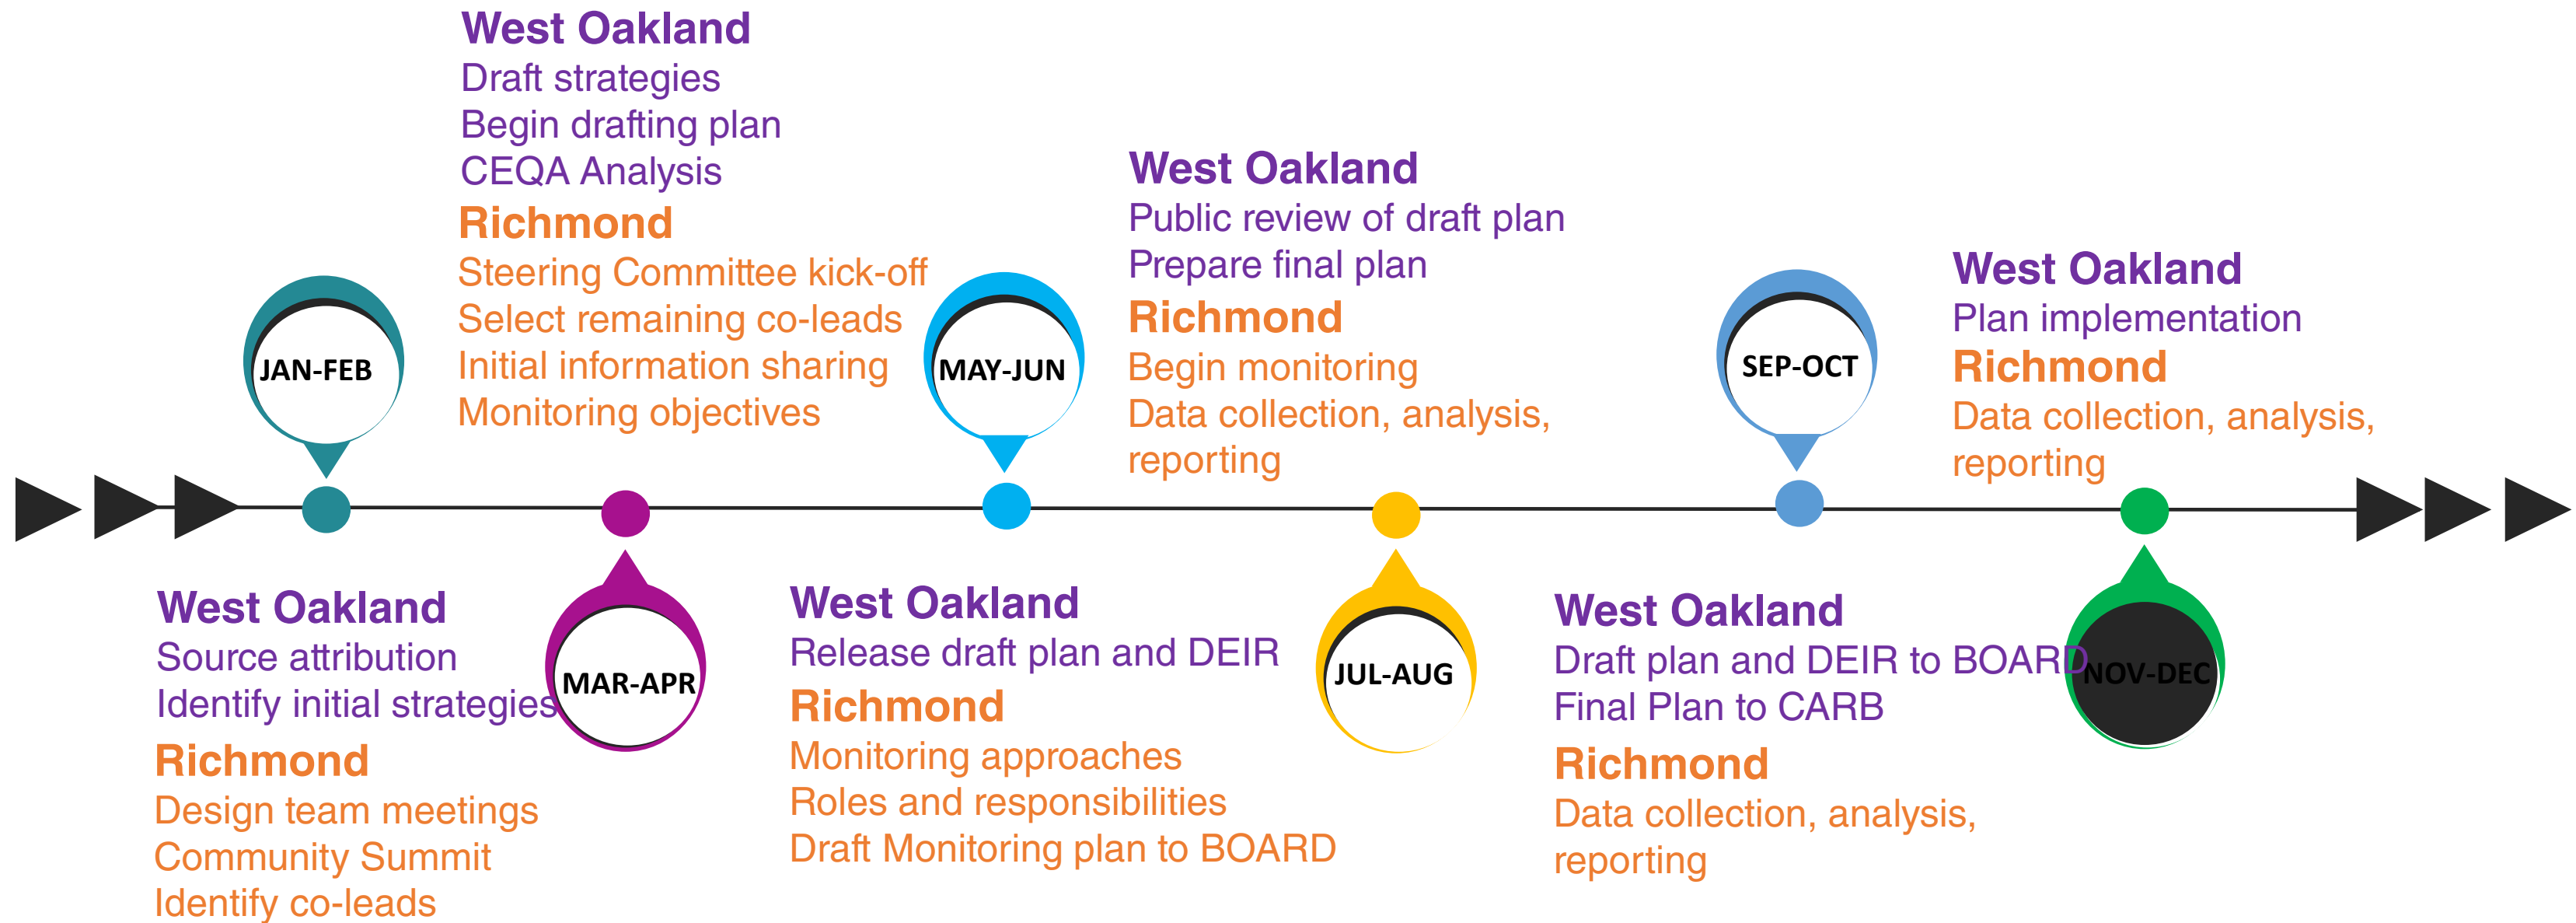 JAN-FEB
West Oakland
Source attribution
Identify initial strategies
Richmond
Design team meetings
Community Summit
Identify co-leads
MAR-APR
West Oakland
Draft strategies
Begin drafting plan
CEQA Analysis
Richmond
Steering Committee kick-off
Select remaining co-leads
Initial information sharing
Monitoring objectives
MAY-JUN
West Oakland
Release draft plan and DEIR
Richmond
Monitoring approaches
Roles and responsibilities
Draft Monitoring plan to BOARD
JUL-AUG
West Oakland
Public review of draft plan
Prepare final plan
Richmond
Begin monitoring
Data collection, analysis,
reporting
SEP-OCT
West Oakland
Draft plan and DEIR to BOARD
Final Plan to CARB
Richmond
Data collection, analysis,
reporting
NOV-DEC
West Oakland
Plan implementation
Richmond
Data collection, analysis,
reporting